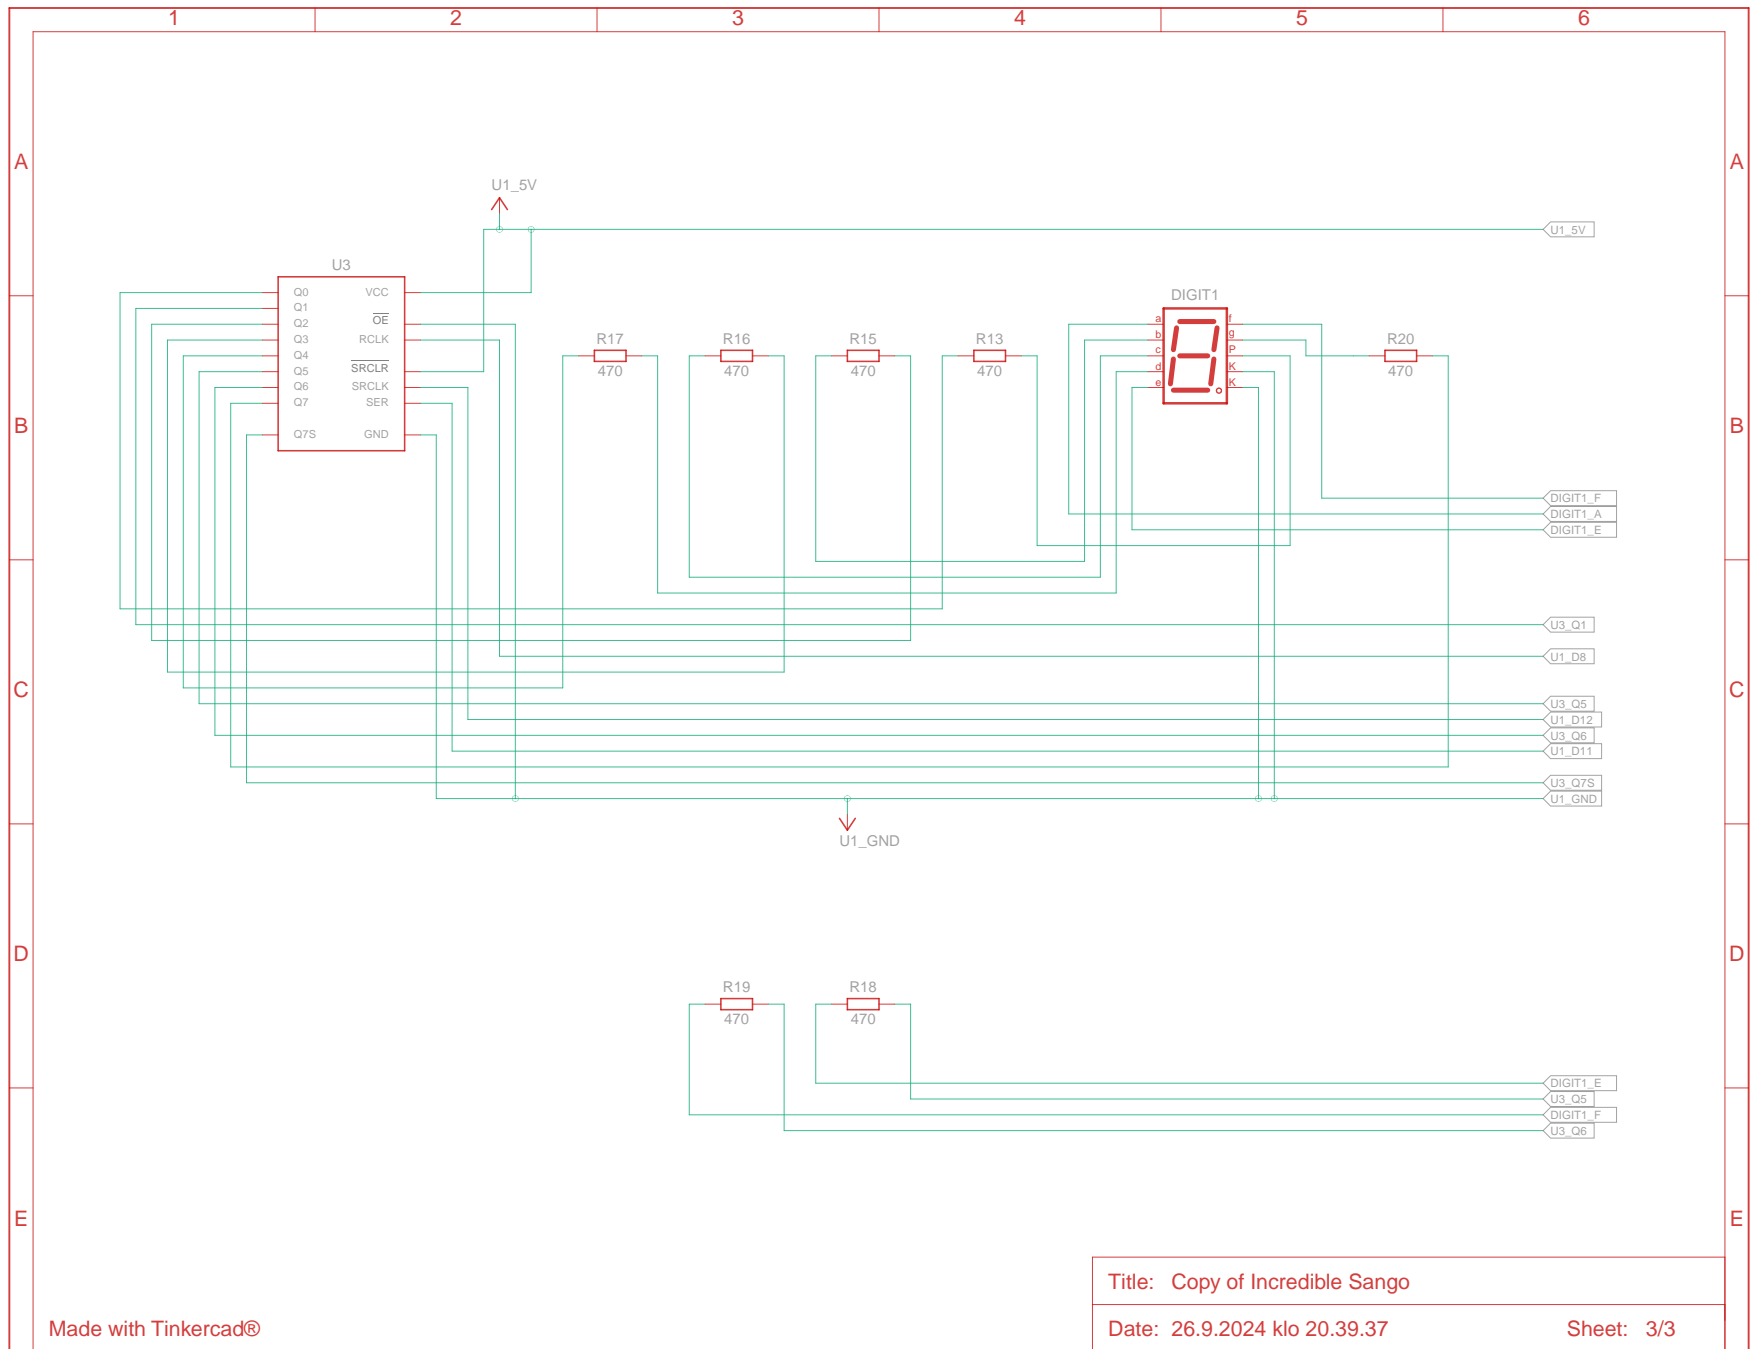 1 2 3 4 5 6
A A
U1_5V
U1_5V
U3
Q0 VCC
Q1
Q2 OE
Q3 RCLK
Q4
Q5 SRCLR
Q6 SRCLK
Q7 SER
Q7S GND
DIGIT1
a f
b g
c P
d K
e K
R17
470
R16
470
R15
470
R13
470
R20
470
B B
DIGIT1_F
DIGIT1_A
DIGIT1_E
U3_Q1
U1_D8
C C
U3_Q5
U1_D12
U3_Q6
U1_D11
U3_Q7S
U1_GND
U1_GND
D D
R19
470
R18
470
DIGIT1_E
U3_Q5
DIGIT1_F
U3_Q6
E E
Title: Copy of Incredible Sango
Made with Tinkercad®
Date: 26.9.2024 klo 20.39.37 Sheet: 3/3